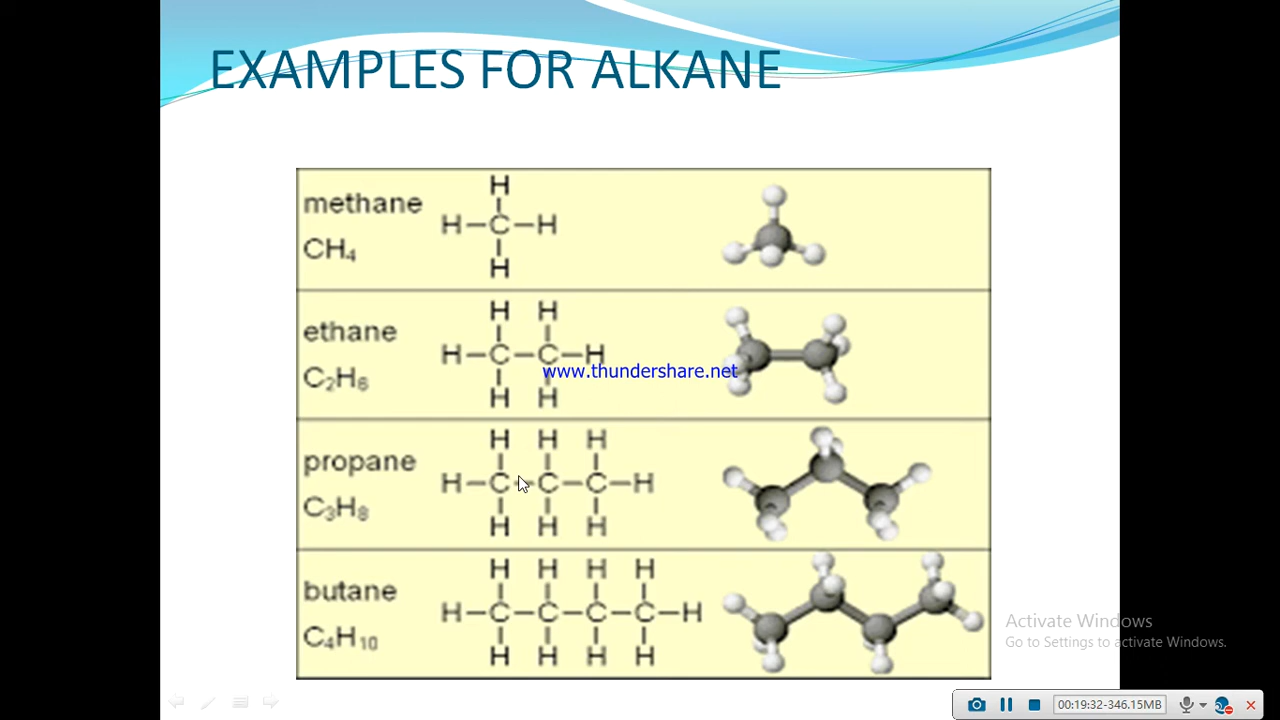 EXAMPLES FOR ALKANE
methane
CH₄
H
H–C–H
H
ethane
C₂H₆
H H
H–C–C–H
H H
www.thundershare.net
propane
C₃H₈
H H H
H–C–C–C–H
H H H
butane
C₄H₁₀
H H H H
H–C–C–C–C–H
H H H H
Activate Windows
Go to Settings to activate Windows.
00:19:32-346.15MB